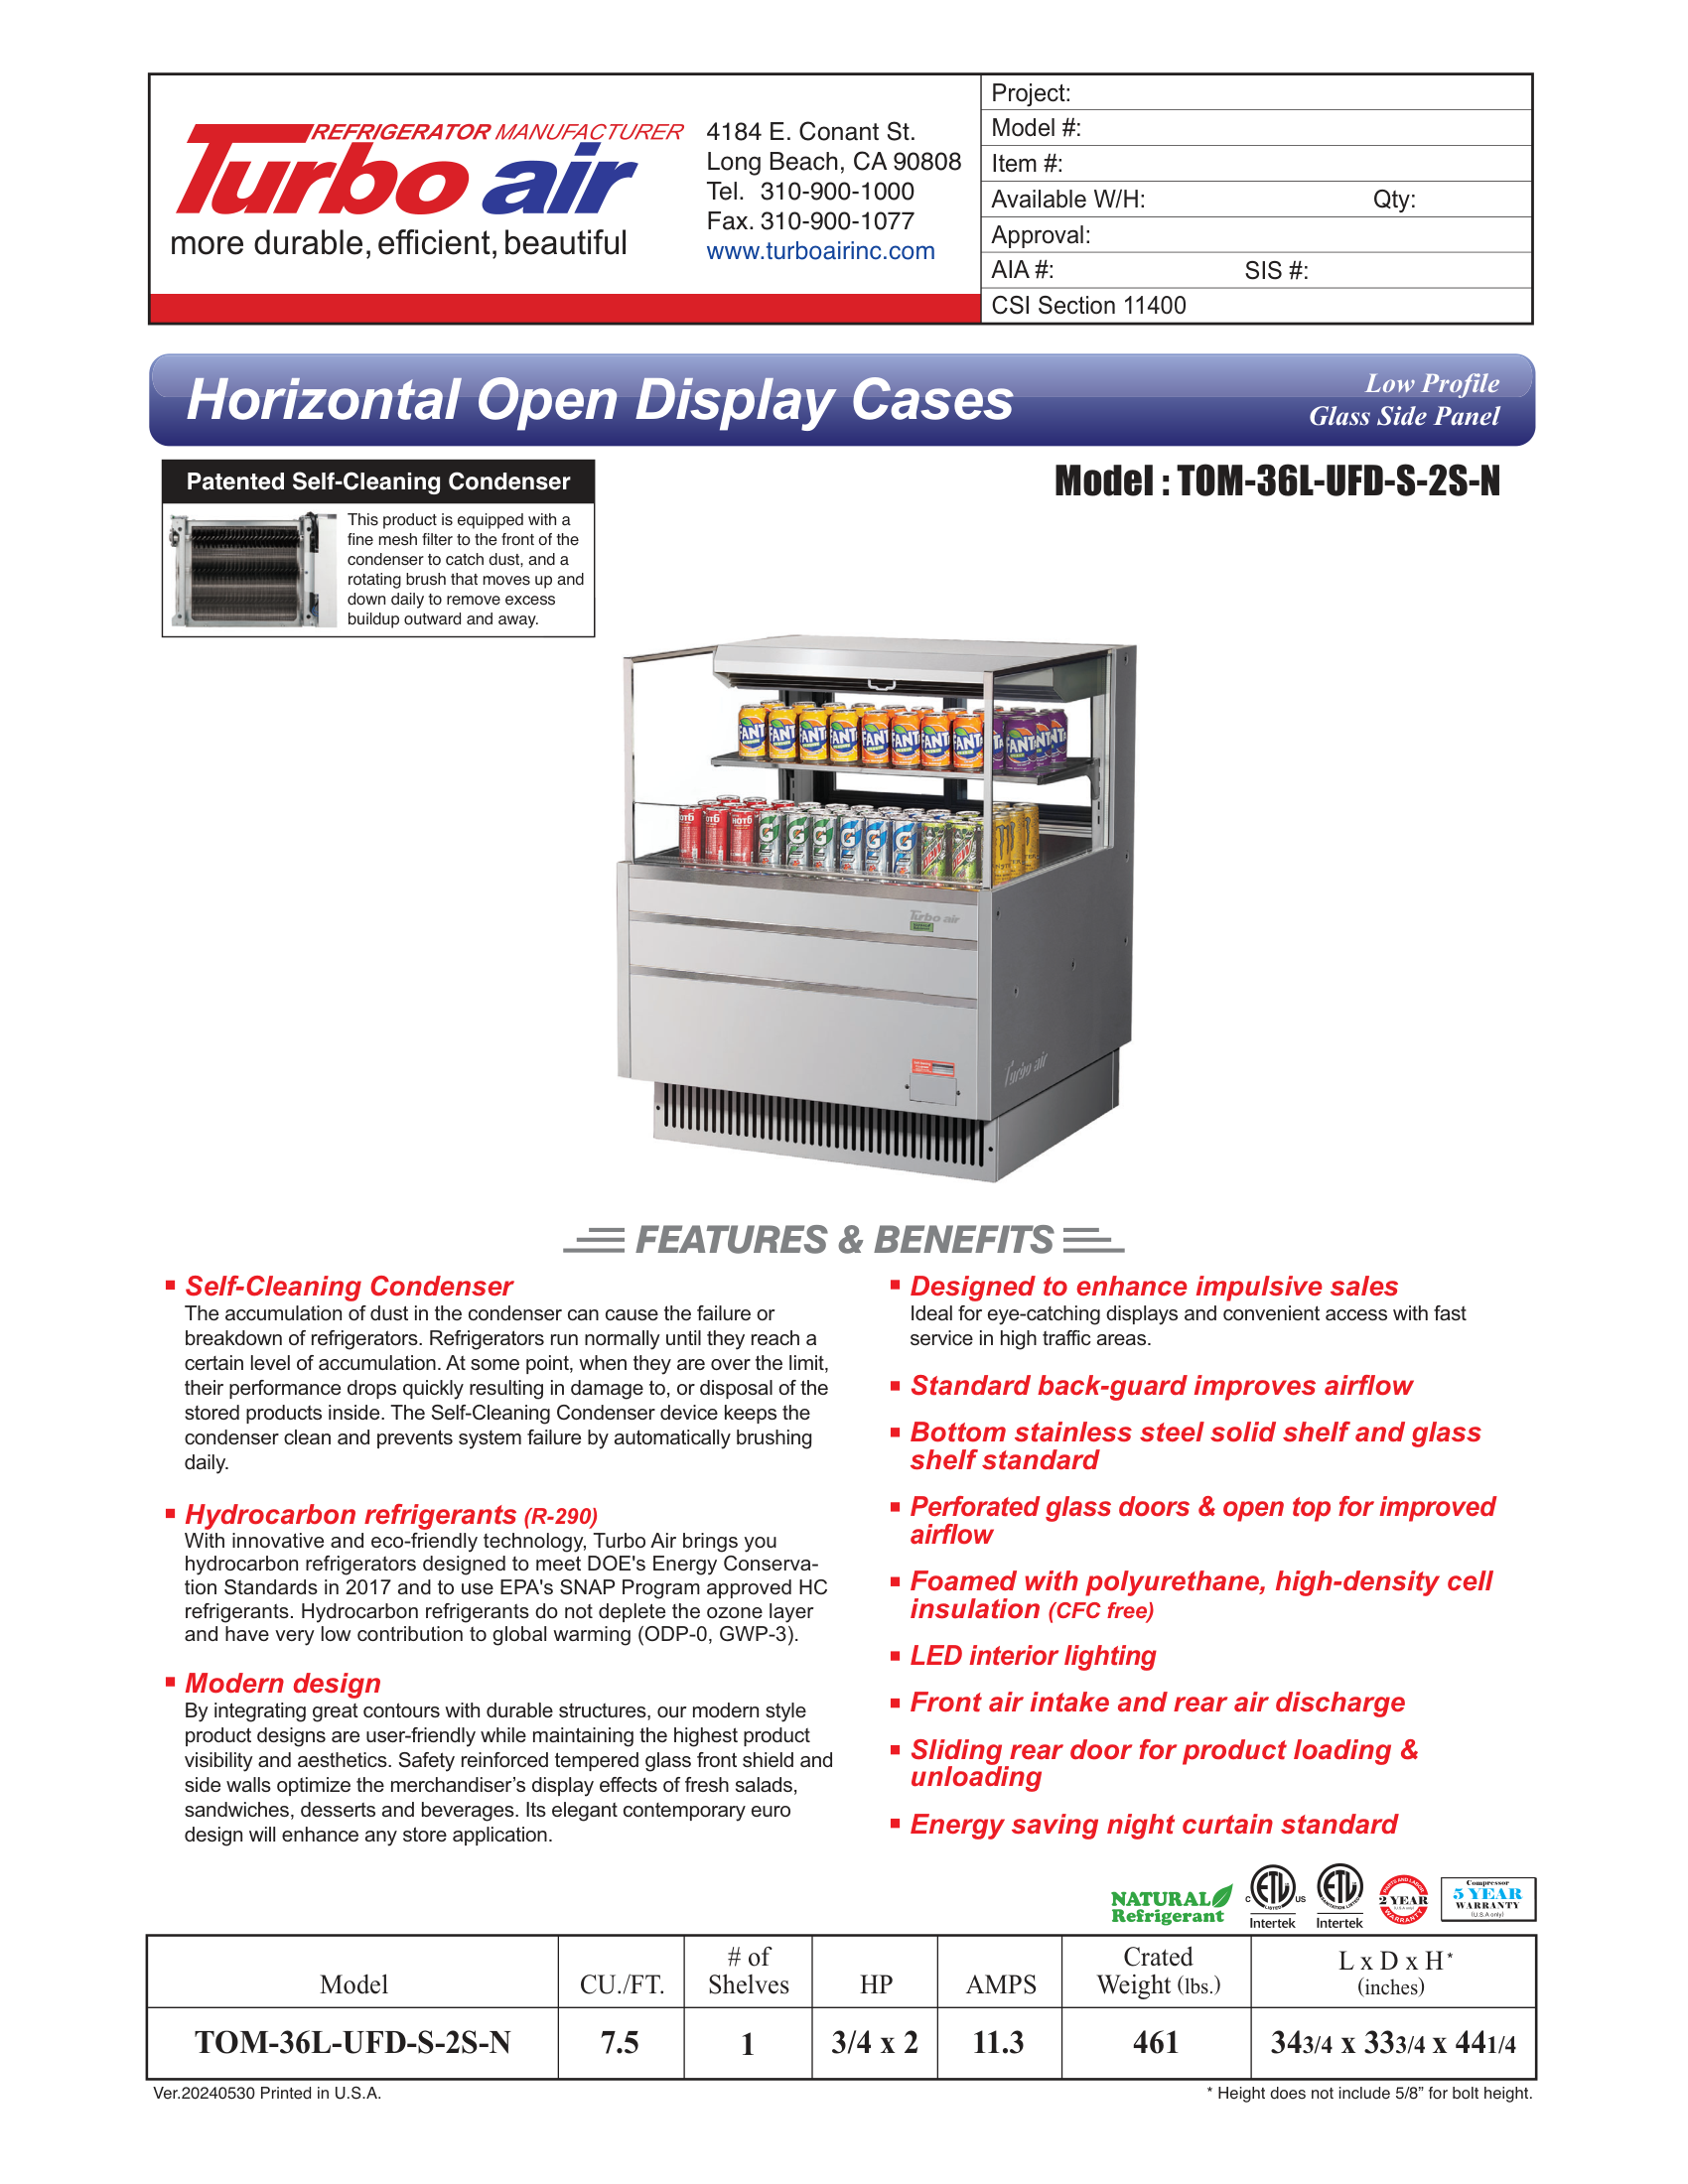 REFRIGERATOR MANUFACTURER
Turbo air
more durable, efficient, beautiful
4184 E. Conant St.
Long Beach, CA 90808
Tel. 310-900-1000
Fax. 310-900-1077
www.turboairinc.com
Project:
Model #:
Item #:
Available W/H: Qty:
Approval:
AIA #: SIS #:
CSI Section 11400
Horizontal Open Display Cases
Low Profile
Glass Side Panel
Patented Self-Cleaning Condenser
This product is equipped with a
fine mesh filter to the front of the
condenser to catch dust, and a
rotating brush that moves up and
down daily to remove excess
buildup outward and away.
Model : TOM-36L-UFD-S-2S-N
Turbo air
Turbo air
FEATURES & BENEFITS
▪ Self-Cleaning Condenser
The accumulation of dust in the condenser can cause the failure or
breakdown of refrigerators. Refrigerators run normally until they reach a
certain level of accumulation. At some point, when they are over the limit,
their performance drops quickly resulting in damage to, or disposal of the
stored products inside. The Self-Cleaning Condenser device keeps the
condenser clean and prevents system failure by automatically brushing
daily.
▪ Hydrocarbon refrigerants (R-290)
With innovative and eco-friendly technology, Turbo Air brings you
hydrocarbon refrigerators designed to meet DOE's Energy Conserva-
tion Standards in 2017 and to use EPA's SNAP Program approved HC
refrigerants. Hydrocarbon refrigerants do not deplete the ozone layer
and have very low contribution to global warming (ODP-0, GWP-3).
▪ Modern design
By integrating great contours with durable structures, our modern style
product designs are user-friendly while maintaining the highest product
visibility and aesthetics. Safety reinforced tempered glass front shield and
side walls optimize the merchandiser's display effects of fresh salads,
sandwiches, desserts and beverages. Its elegant contemporary euro
design will enhance any store application.
▪ Designed to enhance impulsive sales
Ideal for eye-catching displays and convenient access with fast
service in high traffic areas.
▪ Standard back-guard improves airflow
▪ Bottom stainless steel solid shelf and glass
shelf standard
▪ Perforated glass doors & open top for improved
airflow
▪ Foamed with polyurethane, high-density cell
insulation (CFC free)
▪ LED interior lighting
▪ Front air intake and rear air discharge
▪ Sliding rear door for product loading &
unloading
▪ Energy saving night curtain standard
NATURAL
Refrigerant
C ETL US
LISTED
Intertek
ETL
Intertek
PARTS AND LABOR
2 YEAR
(U.S.A only)
WARRANTY
Compressor
5 YEAR
WARRANTY
(U.S.A only)
Model CU./FT. # of Shelves HP AMPS Crated Weight (lbs.) L x D x H* (inches)
TOM-36L-UFD-S-2S-N 7.5 1 3/4 x 2 11.3 461 34 3/4 x 33 3/4 x 44 1/4
Ver.20240530 Printed in U.S.A.
* Height does not include 5/8” for bolt height.